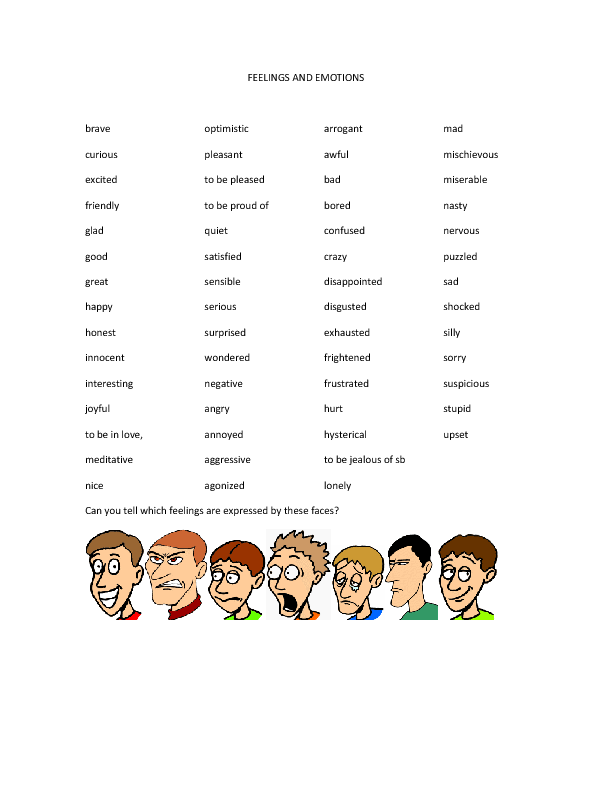 FEELINGS AND EMOTIONS
brave optimistic arrogant mad
curious pleasant awful mischievous
excited to be pleased bad miserable
friendly to be proud of bored nasty
glad quiet confused nervous
good satisfied crazy puzzled
great sensible disappointed sad
happy serious disgusted shocked
honest surprised exhausted silly
innocent wondered frightened sorry
interesting negative frustrated suspicious
joyful angry hurt stupid
to be in love, annoyed hysterical upset
meditative aggressive to be jealous of sb
nice agonized lonely
Can you tell which feelings are expressed by these faces?